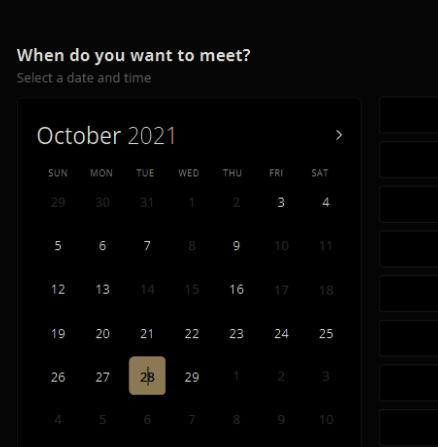 When do you want to meet?
Select a date and time
October 2021
SUN MON TUE WED THU FRI SAT
29 30 31 1 2 3 4
5 6 7 8 9 10 11
12 13 14 15 16 17 18
19 20 21 22 23 24 25
26 27 28 29 1 2 3
4 5 6 7 8 9 10